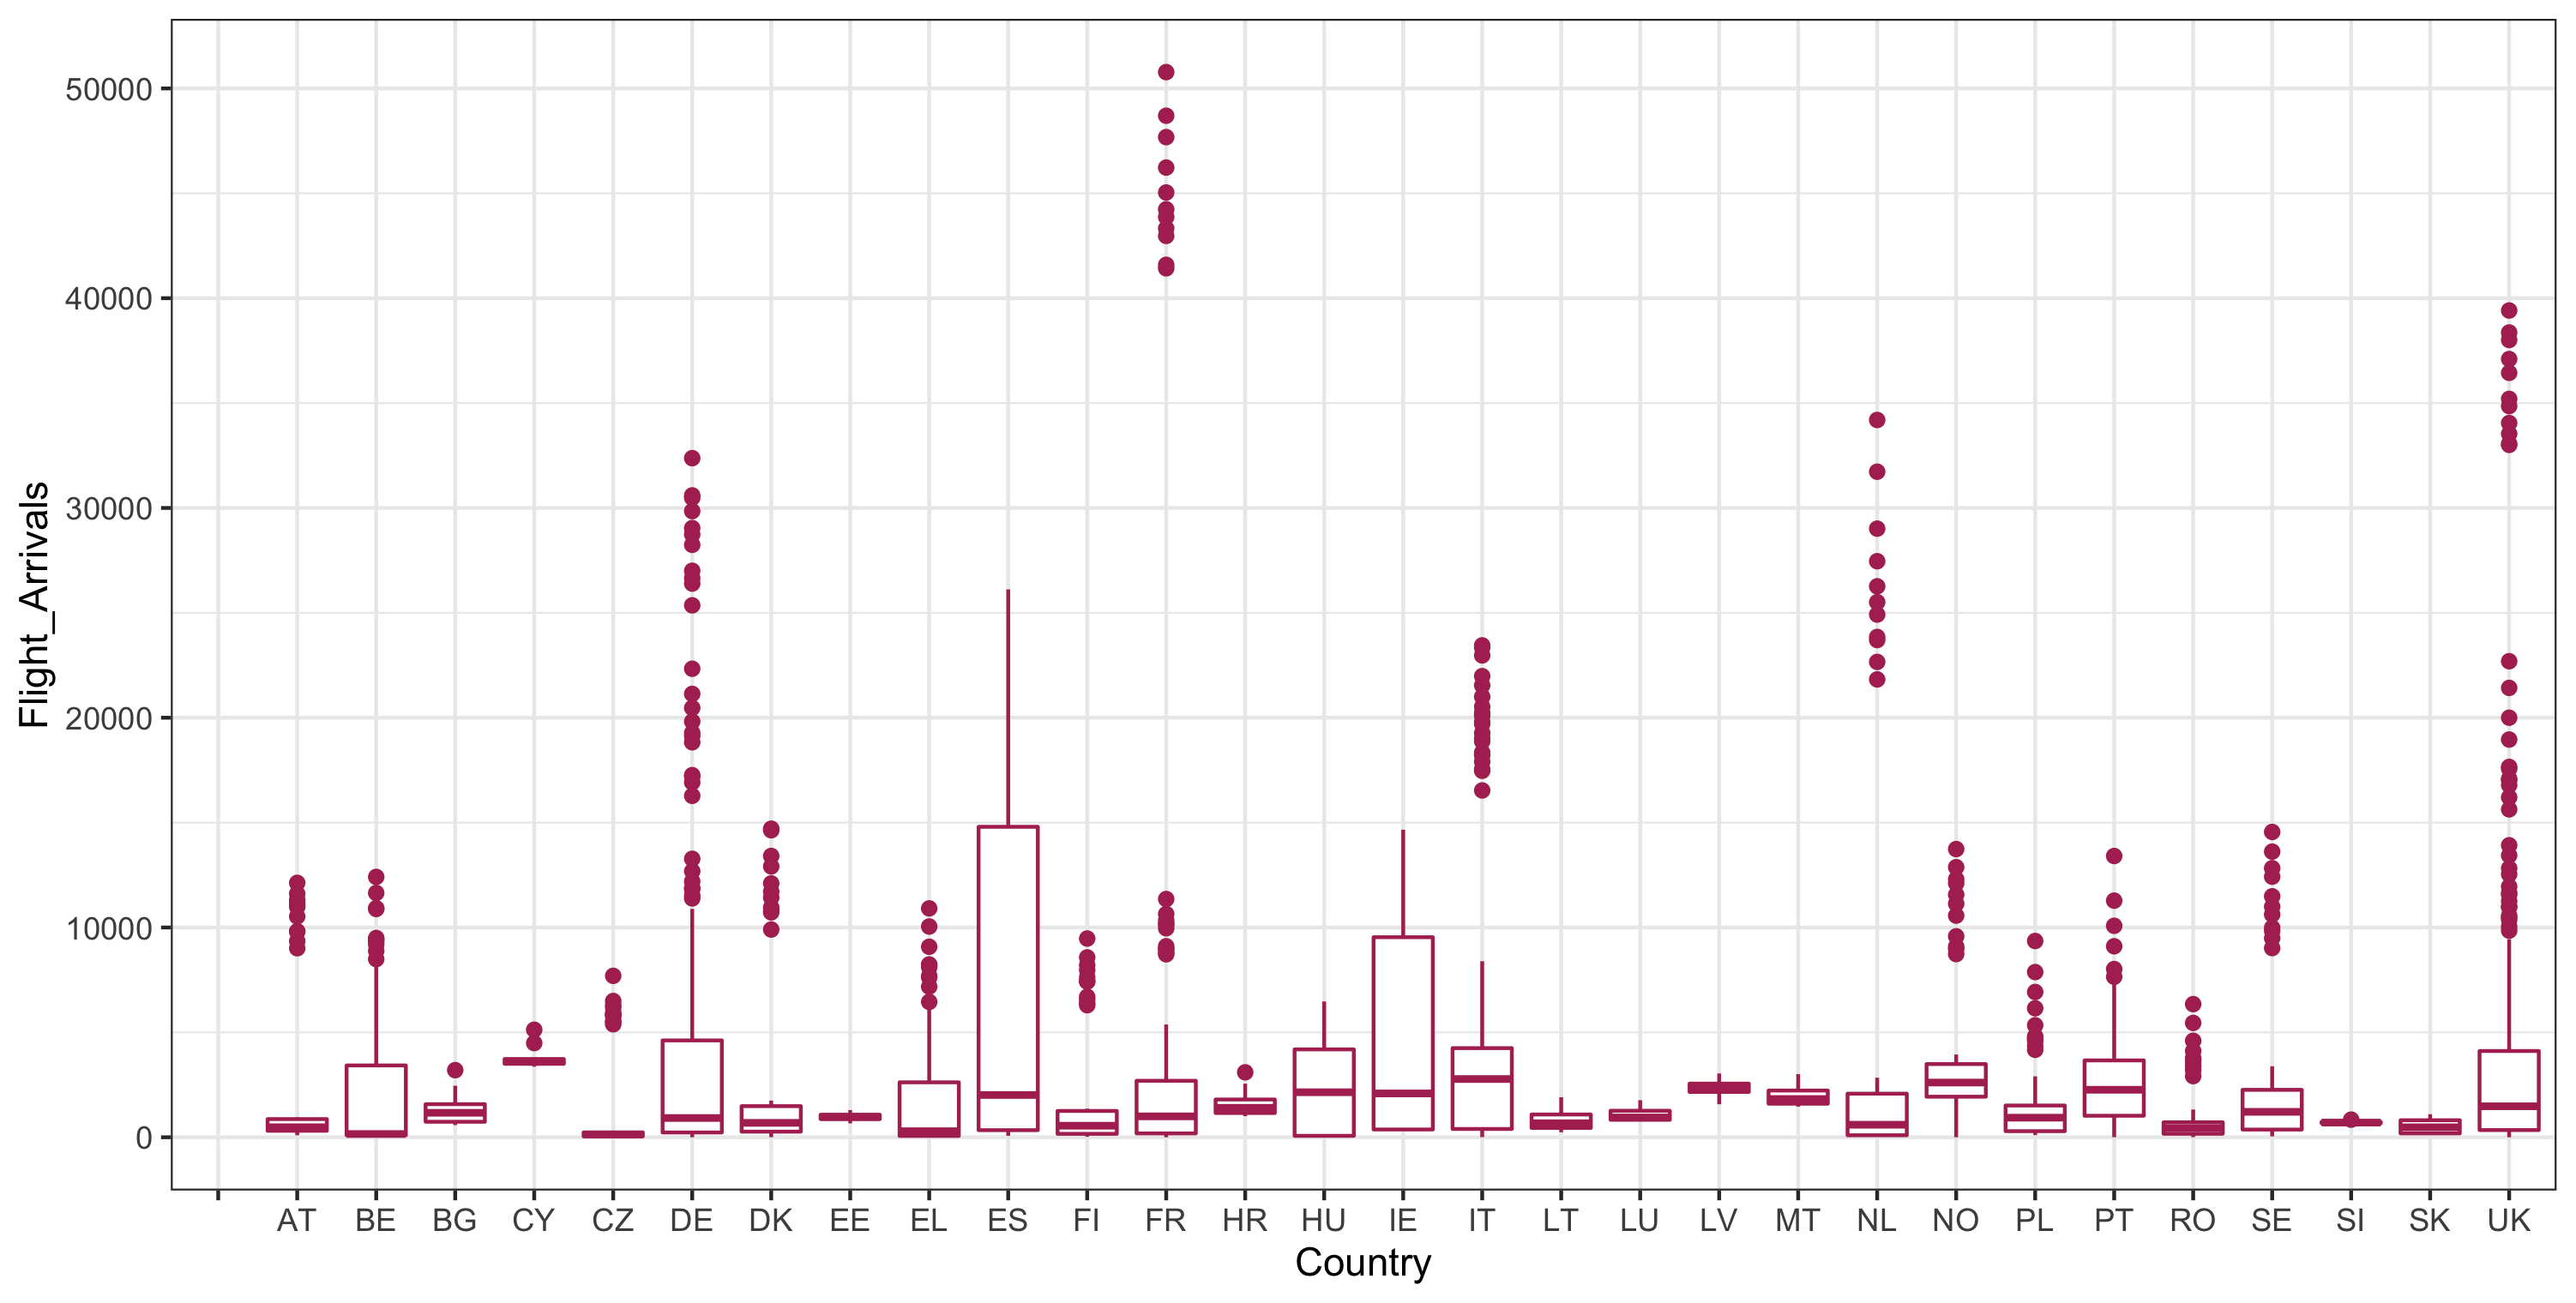 Flight_Arrivals
50000
40000
30000
20000
10000
0
AT BE BG CY CZ DE DK EE EL ES FI FR HR HU IE IT LT LU LV MT NL NO PL PT RO SE SI SK UK
Country